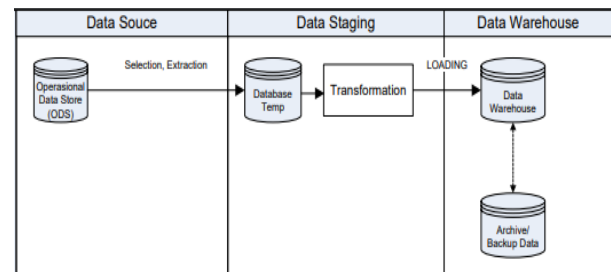 Data Souce
Data Staging
Data Warehouse
Selection, Extraction
LOADING
Operasional
Data Store
(ODS)
Database
Temp
Transformation
Data
Warehouse
Archive/
Backup Data